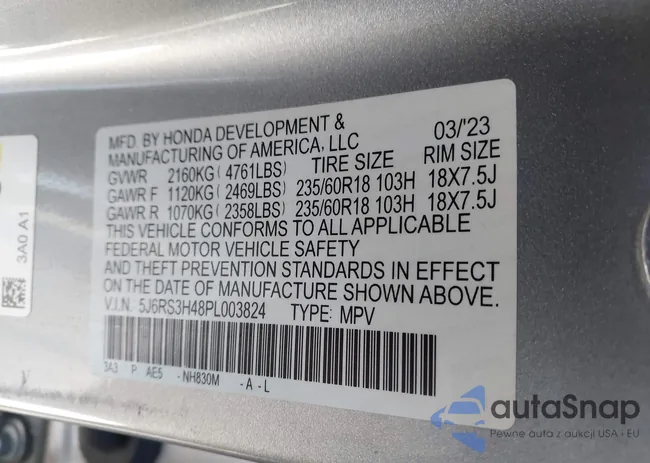 MFD. BY HONDA DEVELOPMENT & 03/'23
MANUFACTURING OF AMERICA, LLC
GVWR 2160KG ( 4761LBS) TIRE SIZE RIM SIZE
GAWR F 1120KG ( 2469LBS) 235/60R18 103H 18X7.5J
GAWR R 1070KG ( 2358LBS) 235/60R18 103H 18X7.5J
THIS VEHICLE CONFORMS TO ALL APPLICABLE
FEDERAL MOTOR VEHICLE SAFETY
AND THEFT PREVENTION STANDARDS IN EFFECT
ON THE DATE OF MANUFACTURE SHOWN ABOVE.
V.I.N. 5J6RS3H48PL003824 TYPE: MPV
3A3 P AE5 -NH830M -A-L
3A0 A1
autaSnap
Pewne auta z aukcji USA i EU